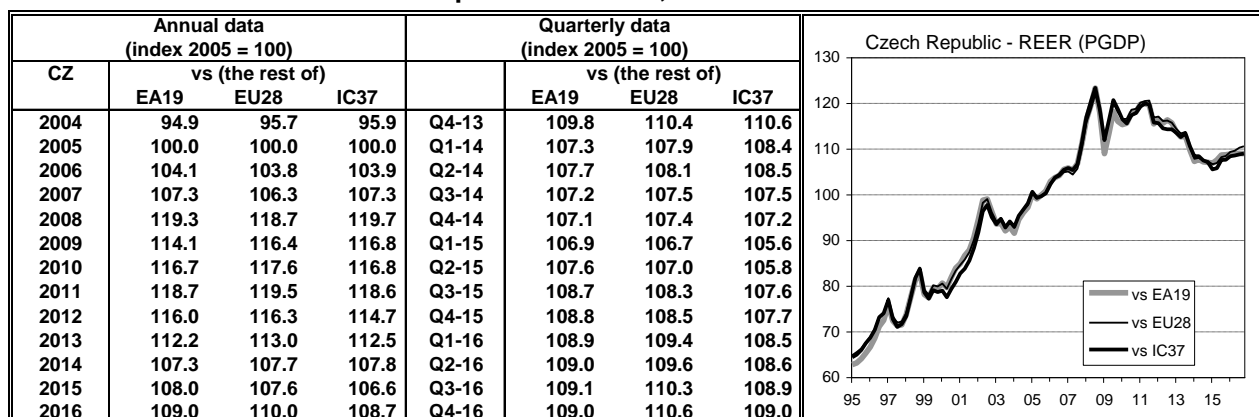 Annual data Quarterly data
(index 2005 = 100) (index 2005 = 100)
CZ vs (the rest of) vs (the rest of)
EA19 EU28 IC37 EA19 EU28 IC37
2004 94.9 95.7 95.9 Q4-13 109.8 110.4 110.6
2005 100.0 100.0 100.0 Q1-14 107.3 107.9 108.4
2006 104.1 103.8 103.9 Q2-14 107.7 108.1 108.5
2007 107.3 106.3 107.3 Q3-14 107.2 107.5 107.5
2008 119.3 118.7 119.7 Q4-14 107.1 107.4 107.2
2009 114.1 116.4 116.8 Q1-15 106.9 106.7 105.6
2010 116.7 117.6 116.8 Q2-15 107.6 107.0 105.8
2011 118.7 119.5 118.6 Q3-15 108.7 108.3 107.6
2012 116.0 116.3 114.7 Q4-15 108.8 108.5 107.7
2013 112.2 113.0 112.5 Q1-16 108.9 109.4 108.5
2014 107.3 107.7 107.8 Q2-16 109.0 109.6 108.6
2015 108.0 107.6 106.6 Q3-16 109.1 110.3 108.9
2016 109.0 110.0 108.7 Q4-16 109.0 110.6 109.0
Czech Republic - REER (PGDP)
130
120
110
100
90
80
70
60
vs EA19
vs EU28
vs IC37
95 97 99 01 03 05 07 09 11 13 15